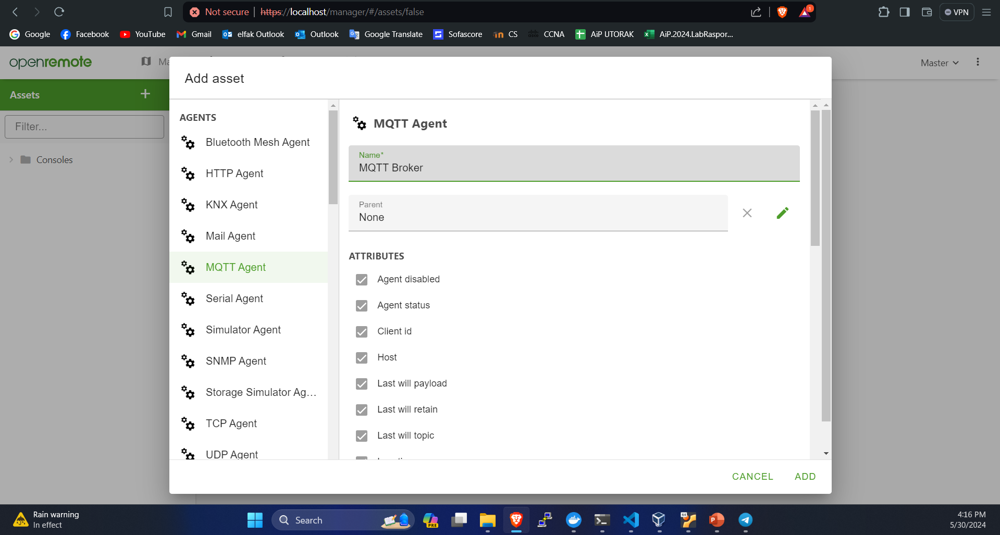 Not secure
https://localhost/manager/#/assets/false
1
VPN
Google
Facebook
YouTube
Gmail
elfak Outlook
Outlook
Google Translate
Sofascore
CS
CCNA
AiP UTORAK
AiP.2024.LabRaspor...
openremote
Ma
Master
Assets
Filter...
Consoles
Add asset
AGENTS
Bluetooth Mesh Agent
HTTP Agent
KNX Agent
Mail Agent
MQTT Agent
Serial Agent
Simulator Agent
SNMP Agent
Storage Simulator Ag...
TCP Agent
UDP Agent
MQTT Agent
Name*
MQTT Broker
Parent
None
ATTRIBUTES
Agent disabled
Agent status
Client id
Host
Last will payload
Last will retain
Last will topic
CANCEL
ADD
Rain warning
In effect
Search
PRE
64
4:16 PM
5/30/2024